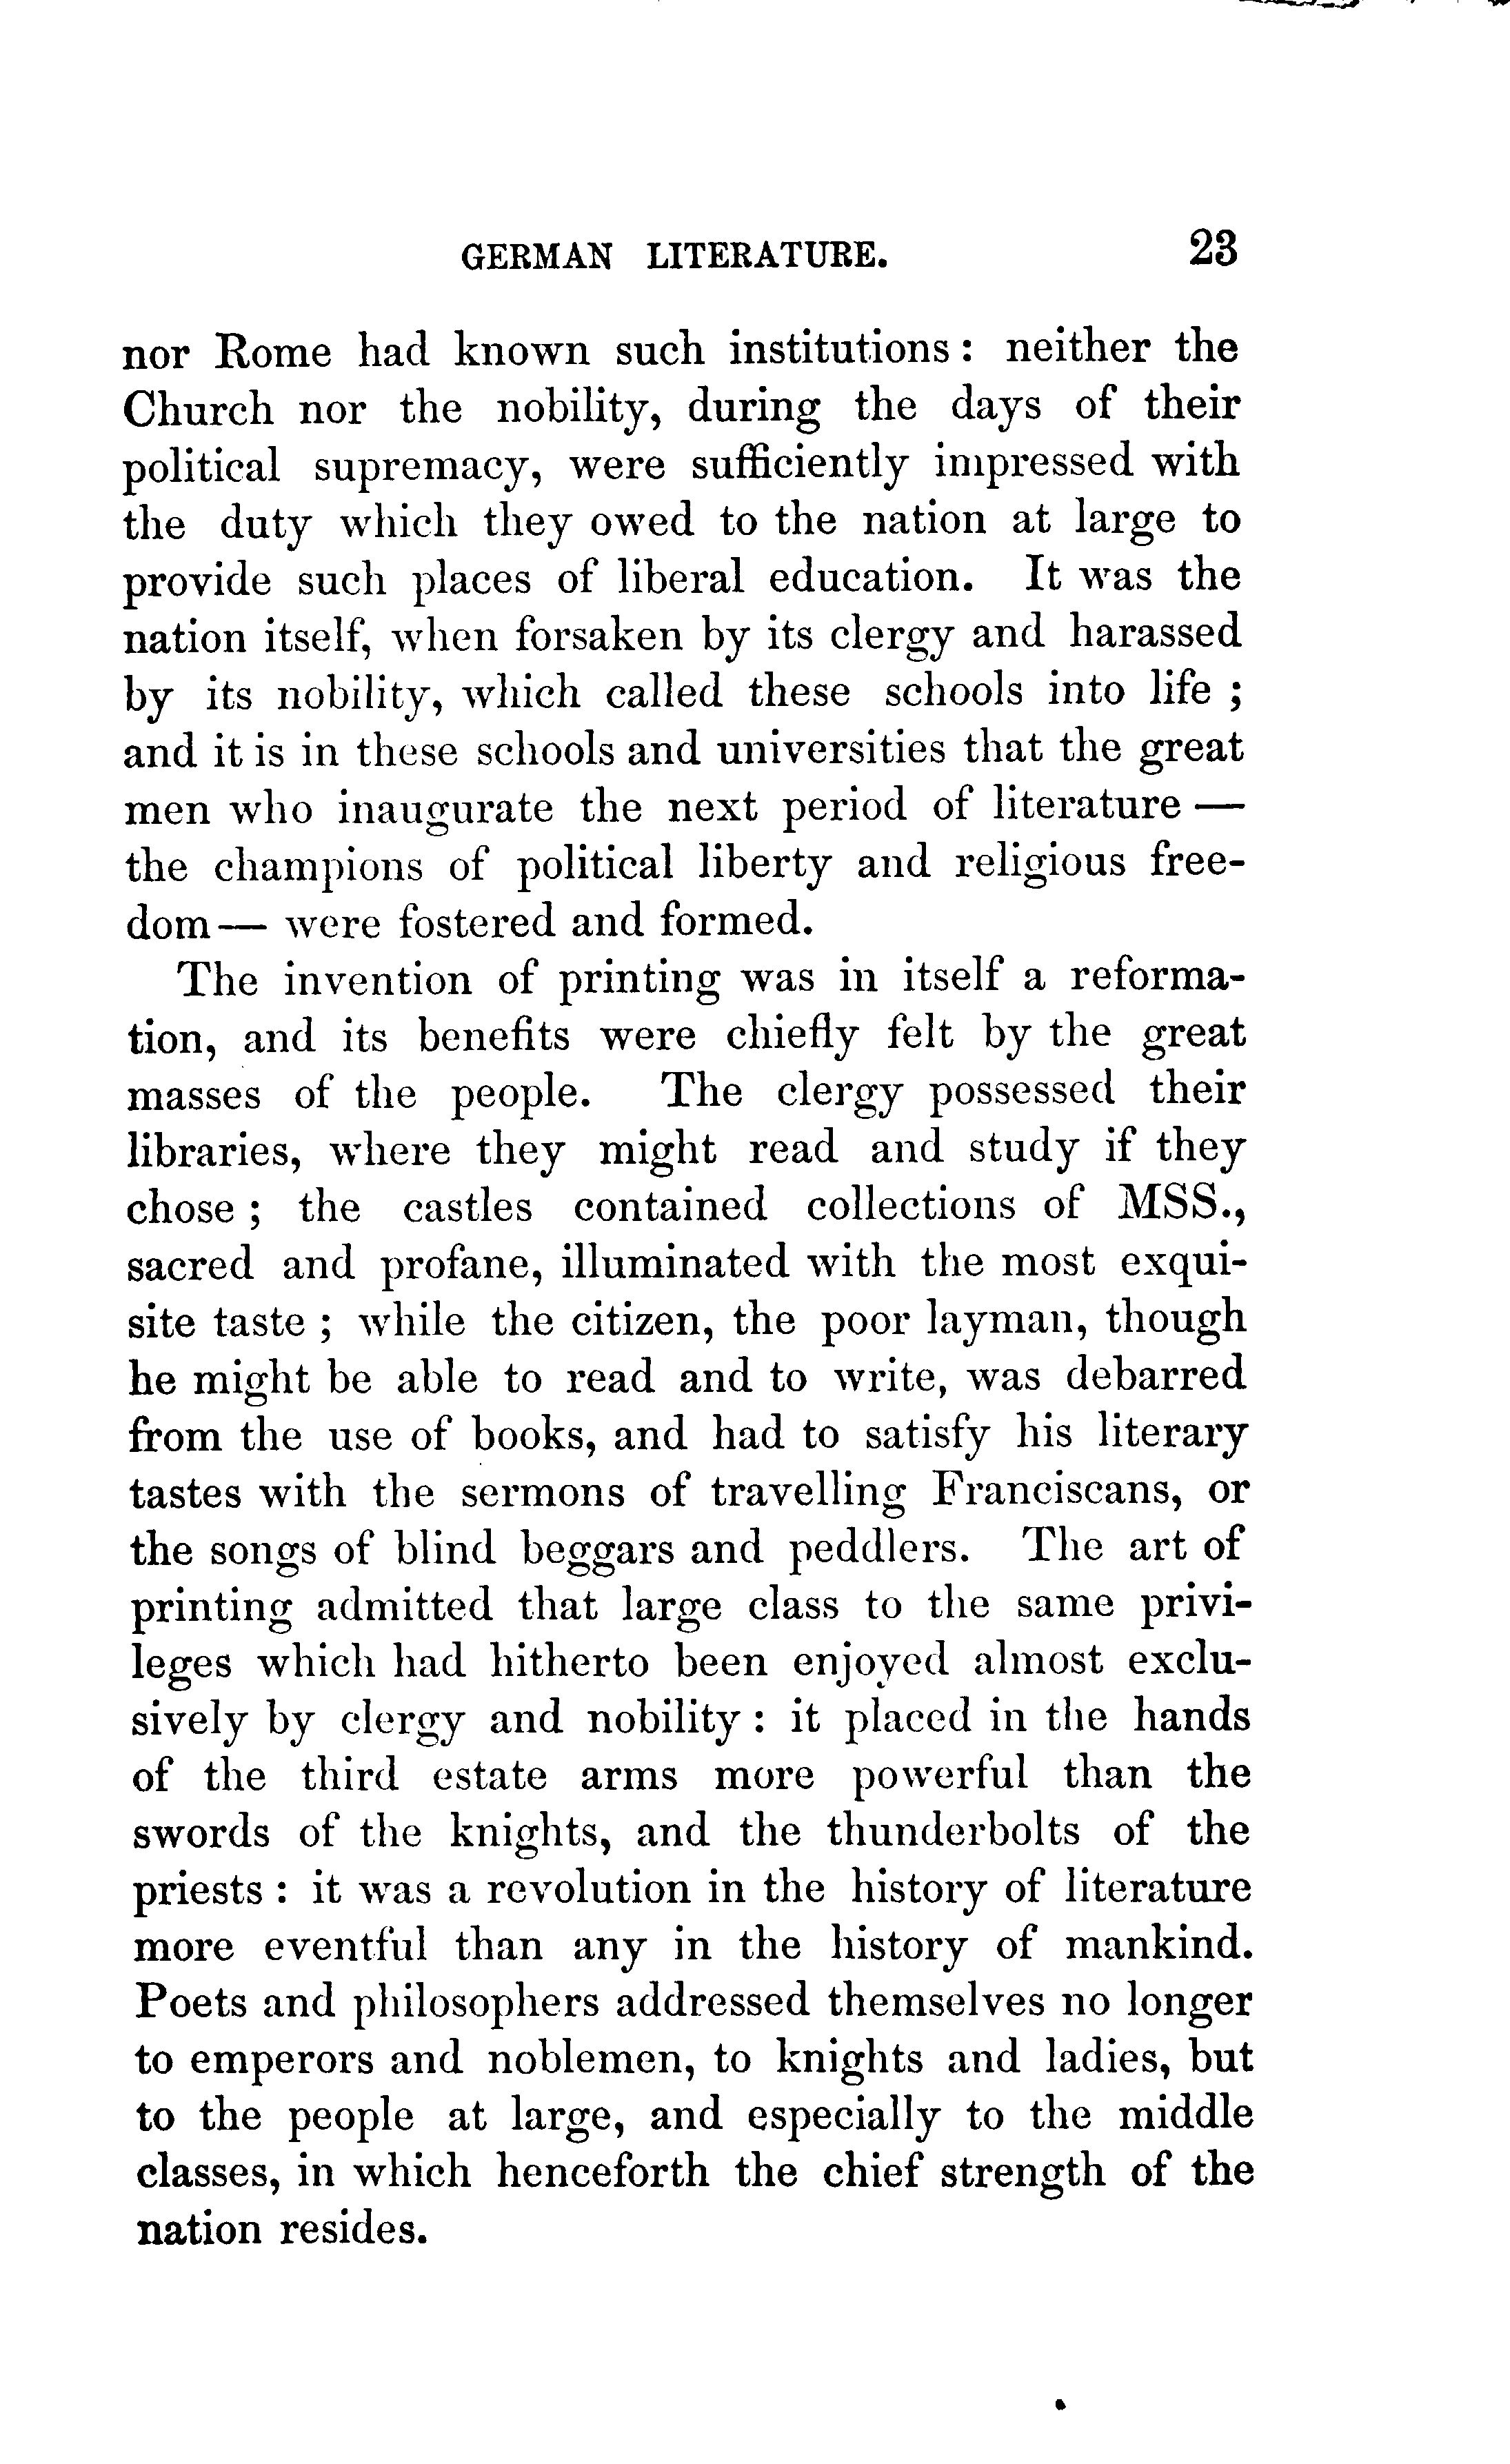 GERMAN LITERATURE. 23
nor Rome had known such institutions : neither the
Church nor the nobility, during the days of their
political supremacy, were sufficiently impressed with
the duty which they owed to the nation at large to
provide such places of liberal education. It was the
nation itself, when forsaken by its clergy and harassed
by its nobility, which called these schools into life ;
and it is in these schools and universities that the great
men who inaugurate the next period of literature —
the champions of political liberty and religious free-
dom — were fostered and formed.
The invention of printing was in itself a reforma-
tion, and its benefits were chiefly felt by the great
masses of the people. The clergy possessed their
libraries, where they might read and study if they
chose ; the castles contained collections of MSS.,
sacred and profane, illuminated with the most exqui-
site taste ; while the citizen, the poor layman, though
he might be able to read and to write, was debarred
from the use of books, and had to satisfy his literary
tastes with the sermons of travelling Franciscans, or
the songs of blind beggars and peddlers. The art of
printing admitted that large class to the same privi-
leges which had hitherto been enjoyed almost exclu-
sively by clergy and nobility : it placed in the hands
of the third estate arms more powerful than the
swords of the knights, and the thunderbolts of the
priests : it was a revolution in the history of literature
more eventful than any in the history of mankind.
Poets and philosophers addressed themselves no longer
to emperors and noblemen, to knights and ladies, but
to the people at large, and especially to the middle
classes, in which henceforth the chief strength of the
nation resides.